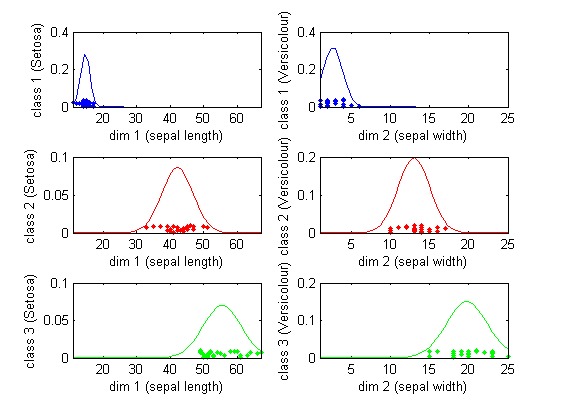 class 1 (Setosa)
0.4
0.2
0
20 30 40 50 60
dim 1 (sepal length)
class 1 (Versicolour)
0.4
0.2
0
5 10 15 20 25
dim 2 (sepal width)
class 2 (Setosa)
0.1
0.05
0
20 30 40 50 60
dim 1 (sepal length)
class 2 (Versicolour)
0.2
0.1
0
5 10 15 20 25
dim 2 (sepal width)
class 3 (Setosa)
0.1
0.05
0
20 30 40 50 60
dim 1 (sepal length)
class 3 (Versicolour)
0.2
0.1
0
5 10 15 20 25
dim 2 (sepal width)